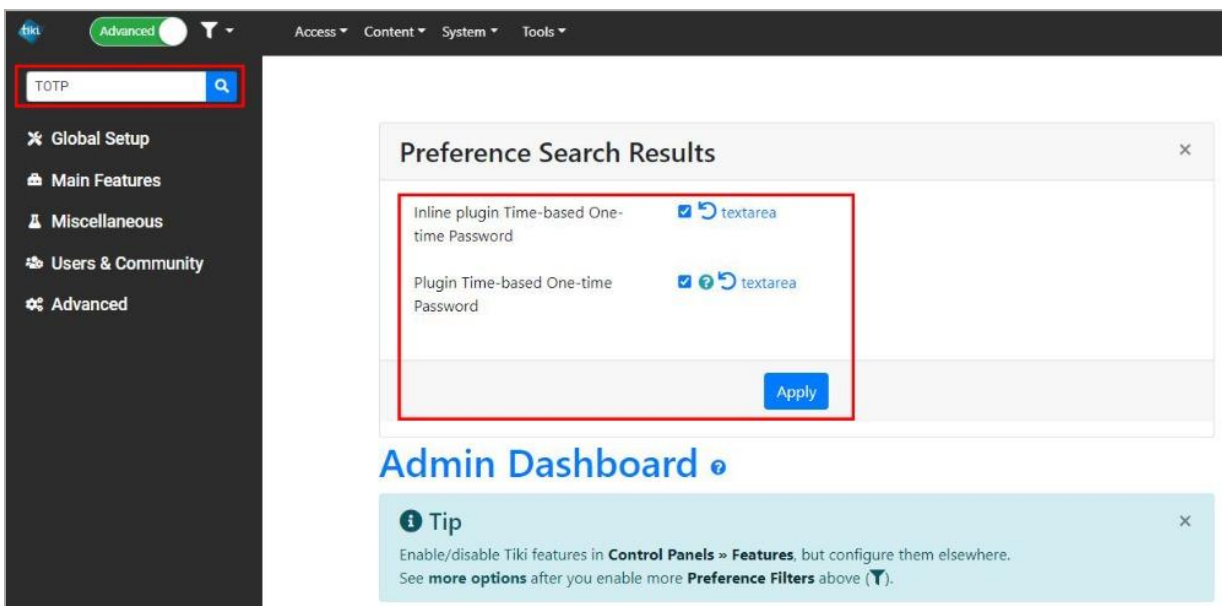 tiki Advanced Access Content System Tools
TOTP
Global Setup
Main Features
Miscellaneous
Users & Community
Advanced
Preference Search Results ×
Inline plugin Time-based One-
time Password
textarea
Plugin Time-based One-time
Password
textarea
Apply
Admin Dashboard
Tip ×
Enable/disable Tiki features in Control Panels » Features, but configure them elsewhere.
See more options after you enable more Preference Filters above ( ).